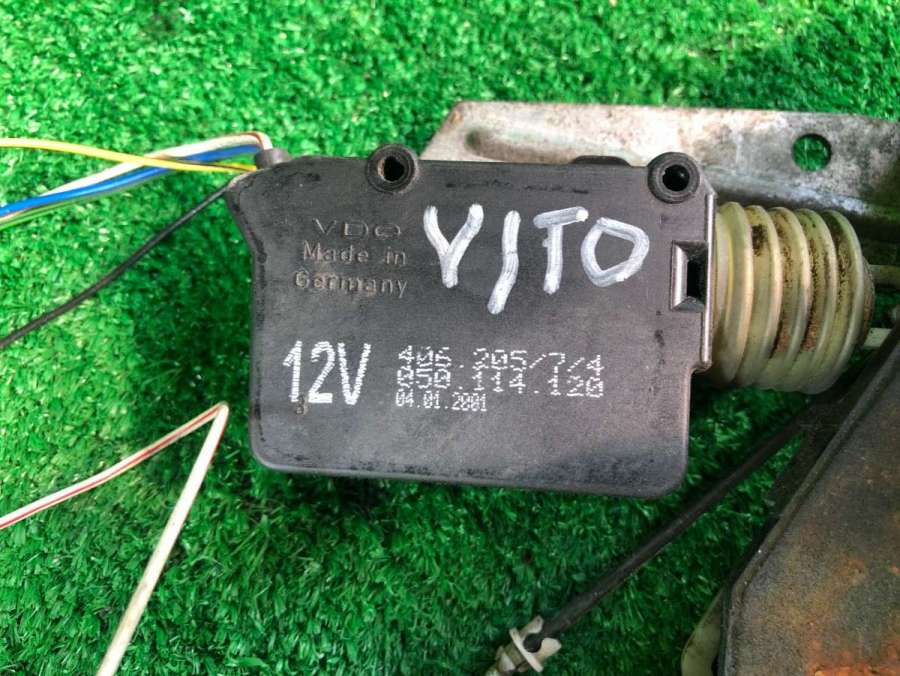 VDO
Made in
Germany
VITO
12V
406.205/7/4
050.114.120
04.01.2001